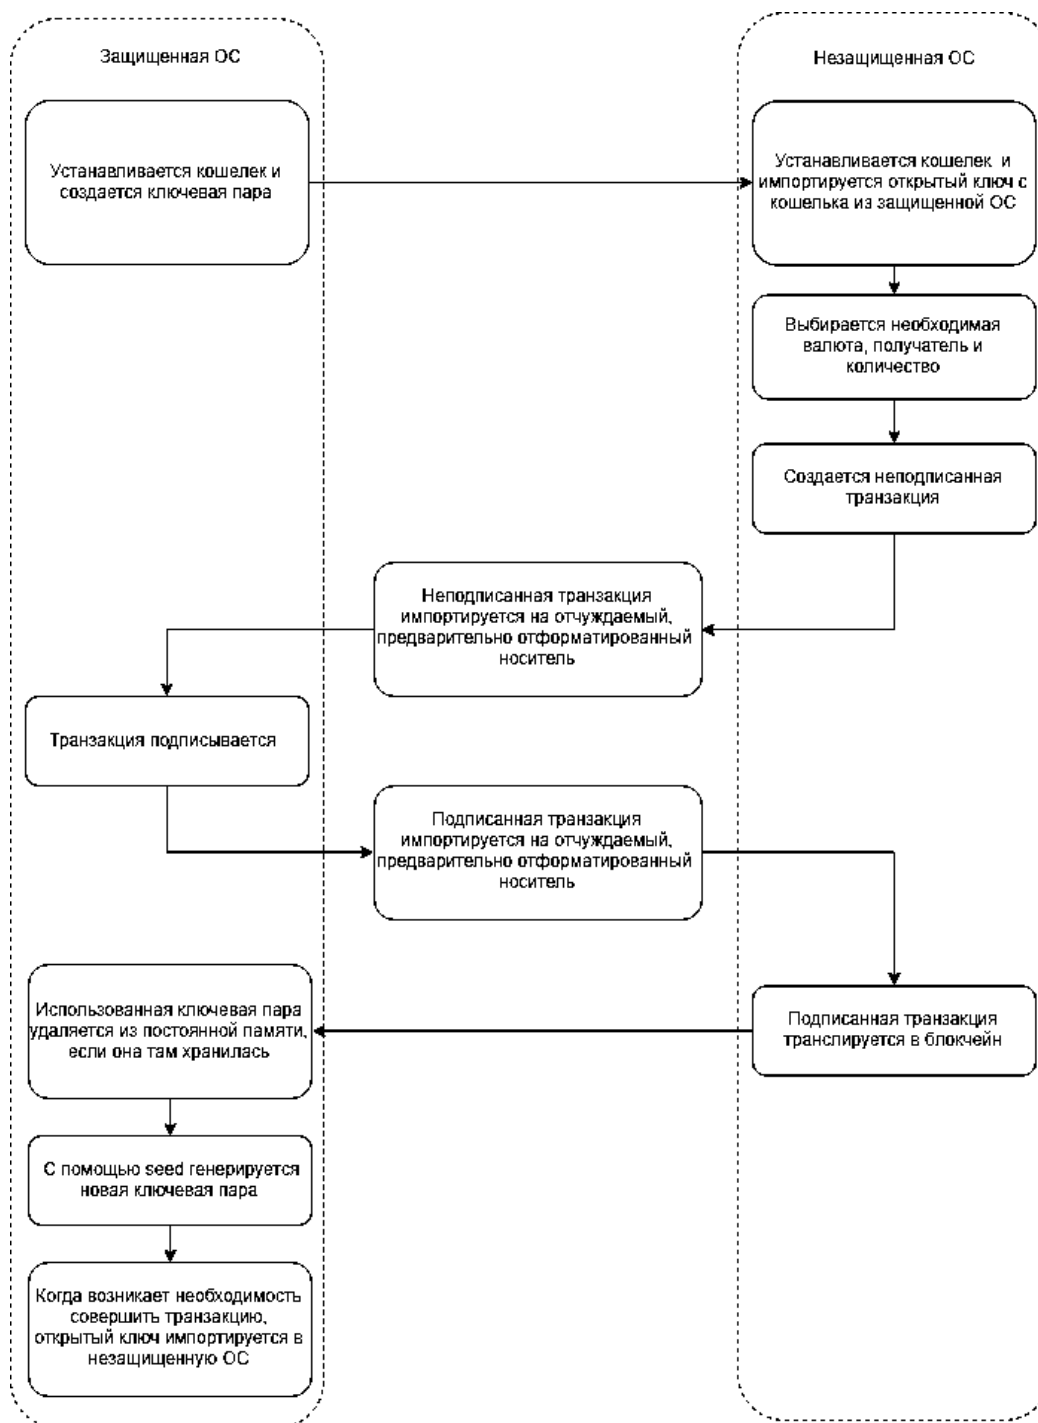 Защищенная ОС
Незащищенная ОС
Устанавливается кошелек и
создается ключевая пара
Устанавливается кошелек и
импортируется открытый ключ с
кошелька из защищенной ОС
Выбирается необходимая
валюта, получатель и
количество
Создается неподписанная
транзакция
Неподписанная транзакция
импортируется на отчуждаемый,
предварительно отформатированный
носитель
Транзакция подписывается
Подписанная транзакция
импортируется на отчуждаемый,
предварительно отформатированный
носитель
Подписанная транзакция
транслируется в блокчейн
Использованная ключевая пара
удаляется из постоянной памяти,
если она там хранилась
С помощью seed генерируется
новая ключевая пара
Когда возникает необходимость
совершить транзакцию,
открытый ключ импортируется в
незащищенную ОС